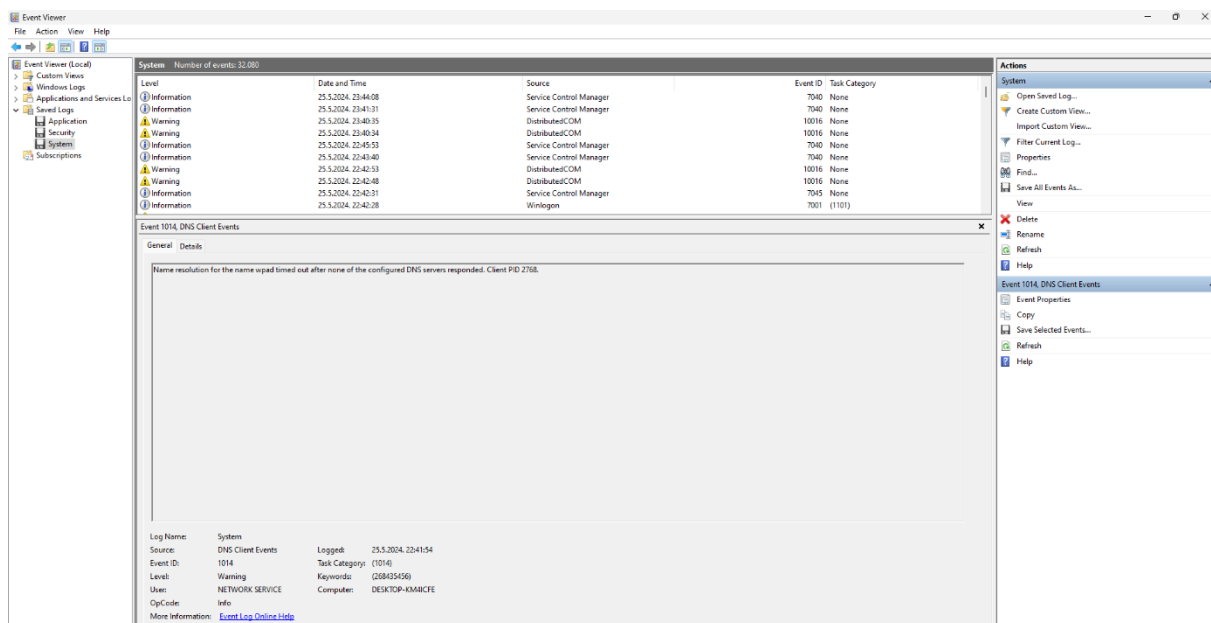 Event Viewer
File Action View Help
Event Viewer (Local)
Custom Views
Windows Logs
Applications and Services Lo
Saved Logs
Application
Security
System
Subscriptions
System Number of events: 32.080
Level Date and Time Source Event ID Task Category
Information 25.5.2024. 23:44:08 Service Control Manager 7040 None
Information 25.5.2024. 23:41:31 Service Control Manager 7040 None
Warning 25.5.2024. 23:40:35 DistributedCOM 10016 None
Warning 25.5.2024. 23:40:34 DistributedCOM 10016 None
Information 25.5.2024. 22:45:53 Service Control Manager 7040 None
Information 25.5.2024. 22:43:40 Service Control Manager 7040 None
Warning 25.5.2024. 22:42:53 DistributedCOM 10016 None
Warning 25.5.2024. 22:42:48 DistributedCOM 10016 None
Information 25.5.2024. 22:42:31 Service Control Manager 7045 None
Information 25.5.2024. 22:42:28 Winlogon 7001 (1101)
Event 1014, DNS Client Events
General Details
Name resolution for the name wpad timed out after none of the configured DNS servers responded. Client PID 2768.
Log Name: System
Source: DNS Client Events Logged: 25.5.2024. 22:41:54
Event ID: 1014 Task Category: (1014)
Level: Warning Keywords: (268435456)
User: NETWORK SERVICE Computer: DESKTOP-KM4ICFE
OpCode: Info
More Information: Event Log Online Help
Actions
System
Open Saved Log...
Create Custom View...
Import Custom View...
Filter Current Log...
Properties
Find...
Save All Events As...
View
Delete
Rename
Refresh
Help
Event 1014, DNS Client Events
Event Properties
Copy
Save Selected Events...
Refresh
Help